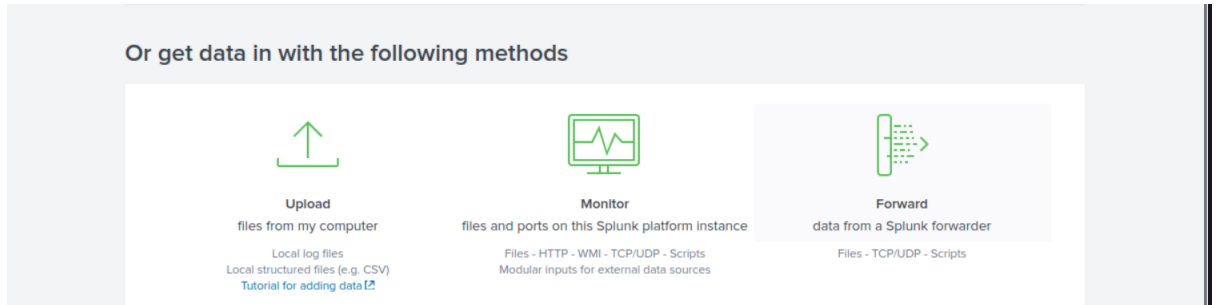 Or get data in with the following methods
Upload
files from my computer
Local log files
Local structured files (e.g. CSV)
Tutorial for adding data
Monitor
files and ports on this Splunk platform instance
Files - HTTP - WMI - TCP/UDP - Scripts
Modular inputs for external data sources
Forward
data from a Splunk forwarder
Files - TCP/UDP - Scripts